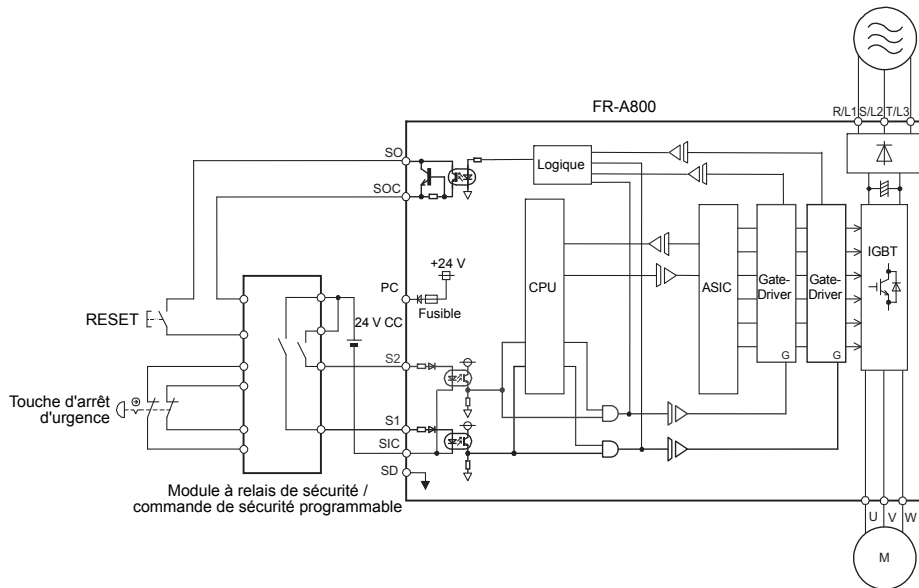 FR-A800
R/L1 S/L2 T/L3
SO
SOC
Logique
+24 V
PC
Fusible
CPU
ASIC
Gate-
Driver
G
Gate-
Driver
G
IGBT
RESET
24 V CC
S2
Touche d'arrêt
d'urgence
S1
SIC
SD
Module à relais de sécurité /
commande de sécurité programmable
U V W
M